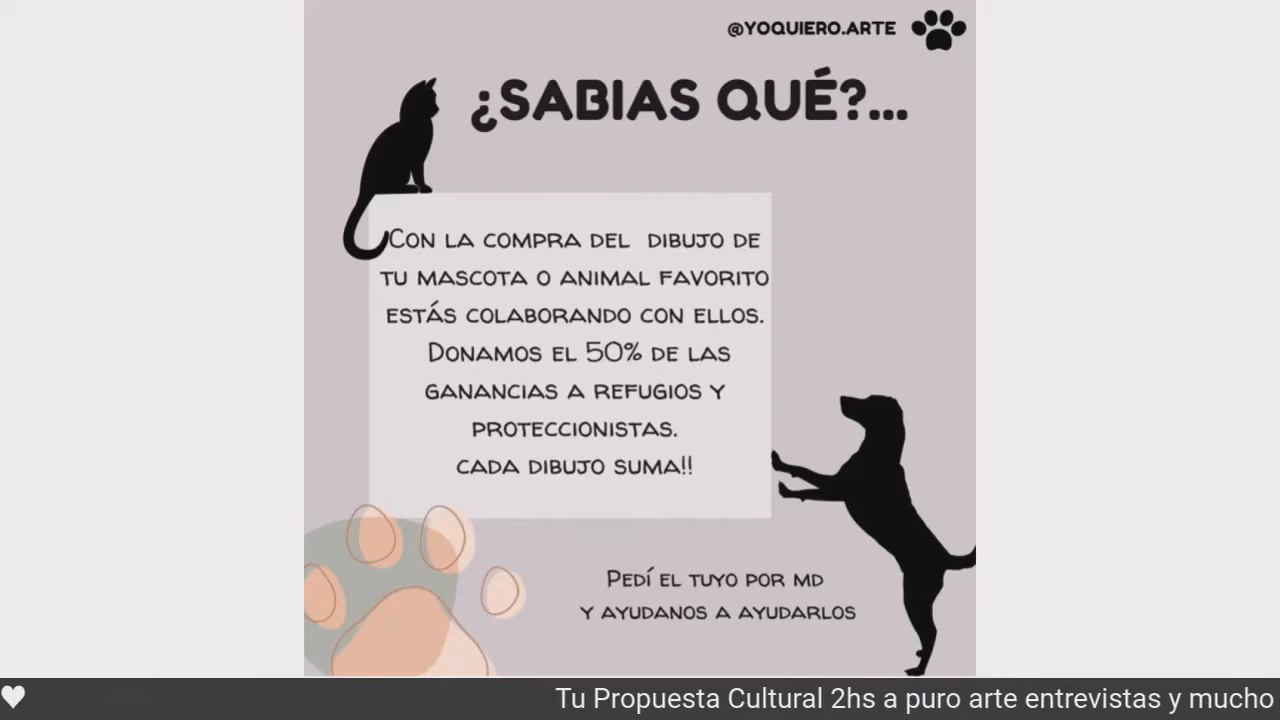 @YOQUIERO.ARTE
¿SABIAS QUÉ?...
CON LA COMPRA DEL DIBUJO DE
TU MASCOTA O ANIMAL FAVORITO
ESTÁS COLABORANDO CON ELLOS.
DONAMOS EL 50% DE LAS
GANANCIAS A REFUGIOS Y
PROTECCIONISTAS.
CADA DIBUJO SUMA!!
PEDÍ EL TUYO POR MD
Y AYUDANOS A AYUDARLOS
Tu Propuesta Cultural 2hs a puro arte entrevistas y mucho